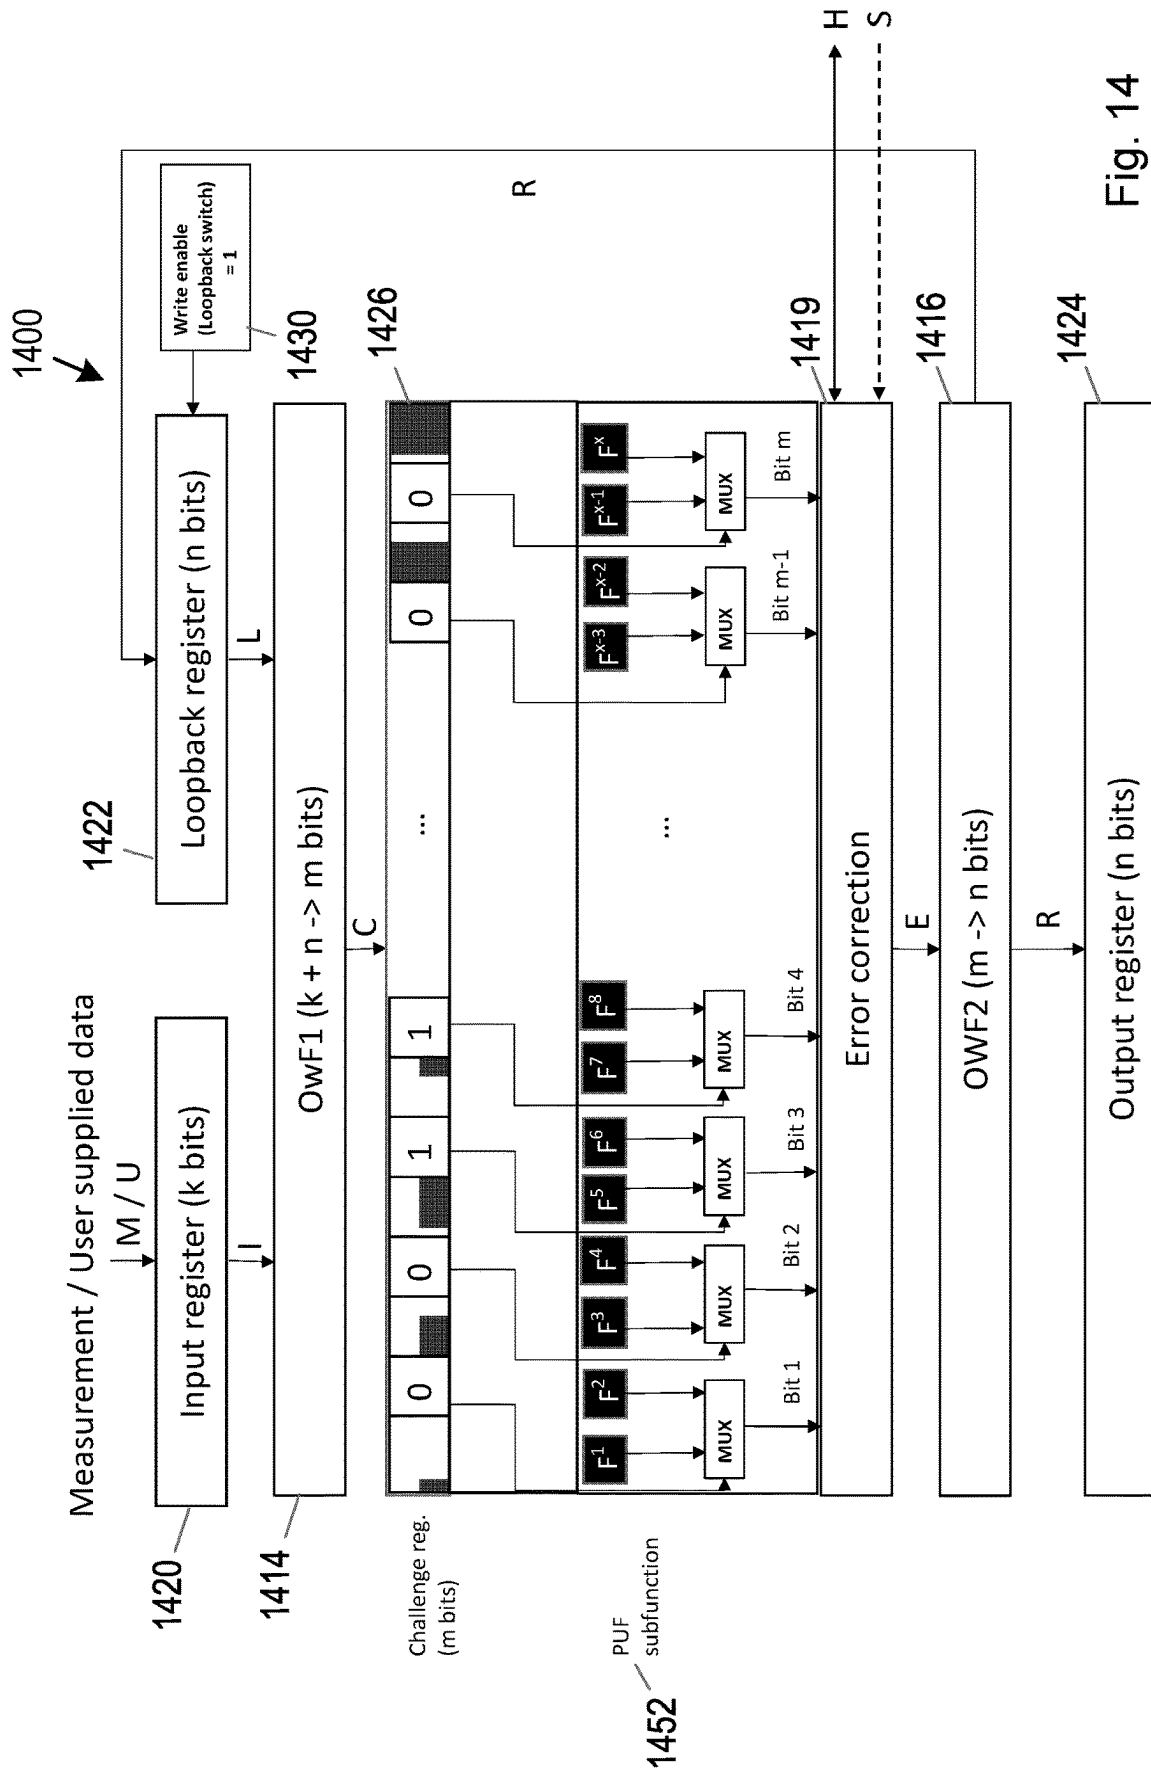 1400
Measurement / User supplied data
M / U
1420
Input register (k bits)
1422
Loopback register (n bits)
Write enable
(Loopback switch)
= 1
1430
I
L
1414
OwF1 (k + n -> m bits)
C
1426
Challenge reg.
(m bits)
0
0
1
1
...
0
0
R
PUF
subfunction
1452
F1
F2
F3
F4
F5
F6
F7
F8
...
Fx-3
Fx-2
Fx-1
Fx
MUX
MUX
MUX
MUX
MUX
MUX
Bit 1
Bit 2
Bit 3
Bit 4
Bit m-1
Bit m
1419
Error correction
H
S
E
1416
OWF2 (m -> n bits)
R
1424
Output register (n bits)
Fig. 14